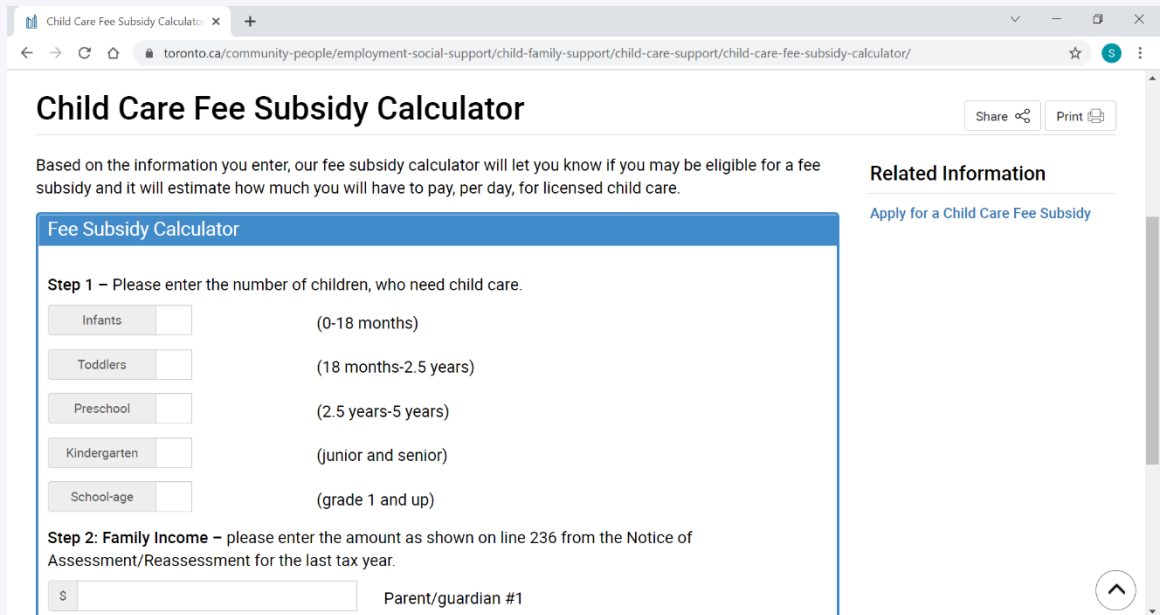 Child Care Fee Subsidy Calculato
toronto.ca/community-people/employment-social-support/child-family-support/child-care-support/child-care-fee-subsidy-calculator/
S
Child Care Fee Subsidy Calculator
Share
Print
Based on the information you enter, our fee subsidy calculator will let you know if you may be eligible for a fee
subsidy and it will estimate how much you will have to pay, per day, for licensed child care.
Related Information
Apply for a Child Care Fee Subsidy
Fee Subsidy Calculator
Step 1 – Please enter the number of children, who need child care.
Infants (0-18 months)
Toddlers (18 months-2.5 years)
Preschool (2.5 years-5 years)
Kindergarten (junior and senior)
School-age (grade 1 and up)
Step 2: Family Income – please enter the amount as shown on line 236 from the Notice of
Assessment/Reassessment for the last tax year.
$ Parent/guardian #1